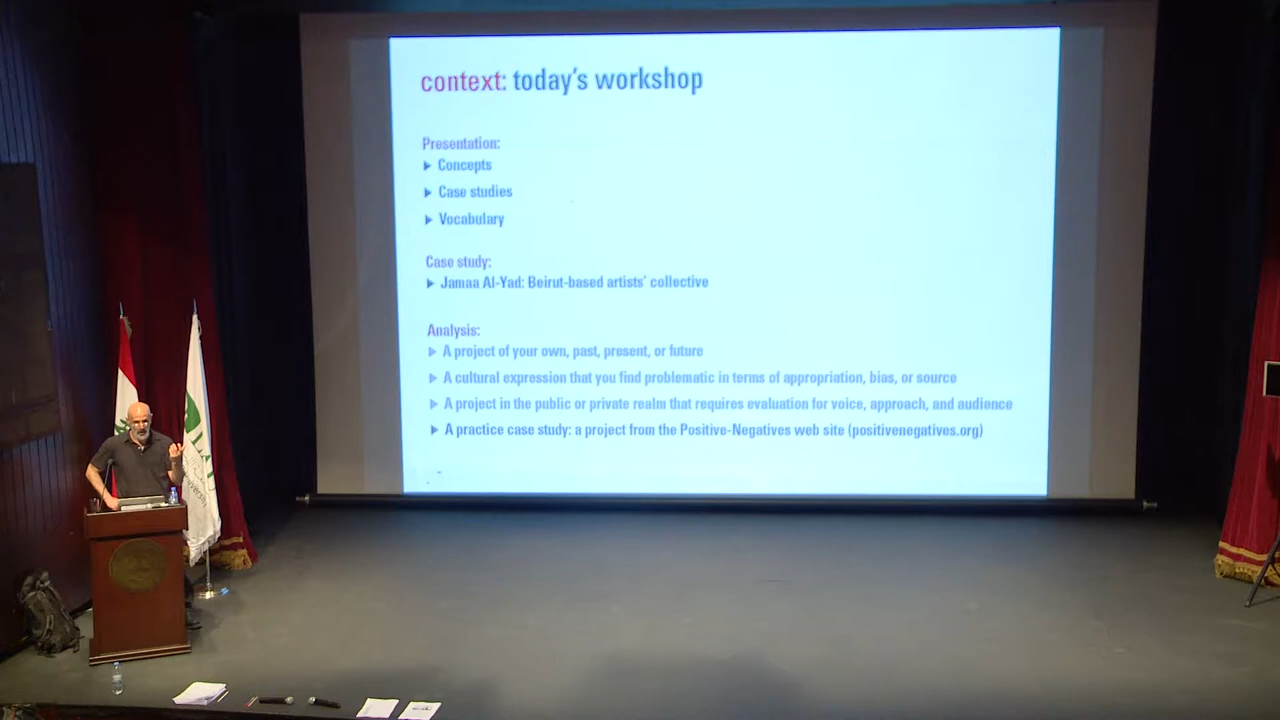 context: today's workshop
Presentation:
Concepts
Case studies
Vocabulary
Case study:
Jamaa Al-Yad: Beirut-based artists' collective
Analysis:
A project of your own, past, present, or future
A cultural expression that you find problematic in terms of appropriation, bias, or source
A project in the public or private realm that requires evaluation for voice, approach, and audience
A practice case study: a project from the Positive-Negatives web site (positivenegatives.org)